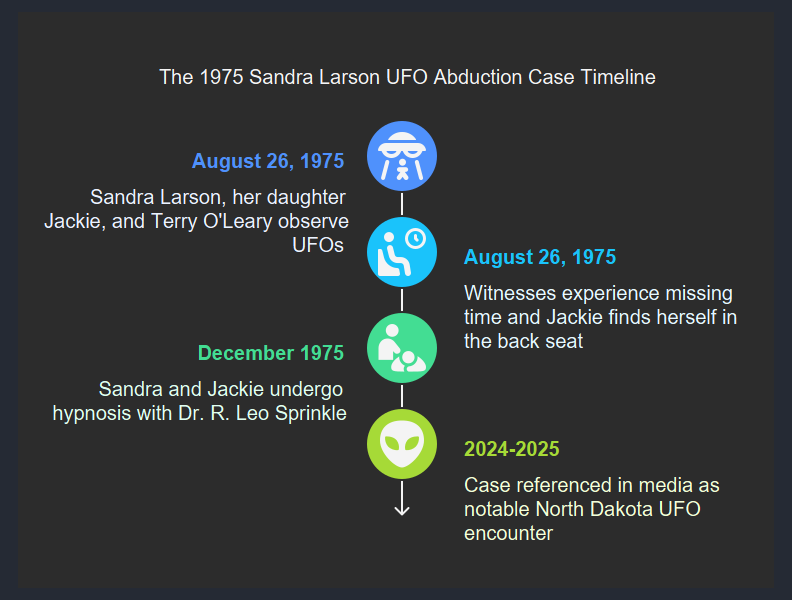 The 1975 Sandra Larson UFO Abduction Case Timeline
August 26, 1975
Sandra Larson, her daughter
Jackie, and Terry O'Leary observe
UFOs
August 26, 1975
Witnesses experience missing
time and Jackie finds herself in
the back seat
December 1975
Sandra and Jackie undergo
hypnosis with Dr. R. Leo Sprinkle
2024-2025
Case referenced in media as
notable North Dakota UFO
encounter